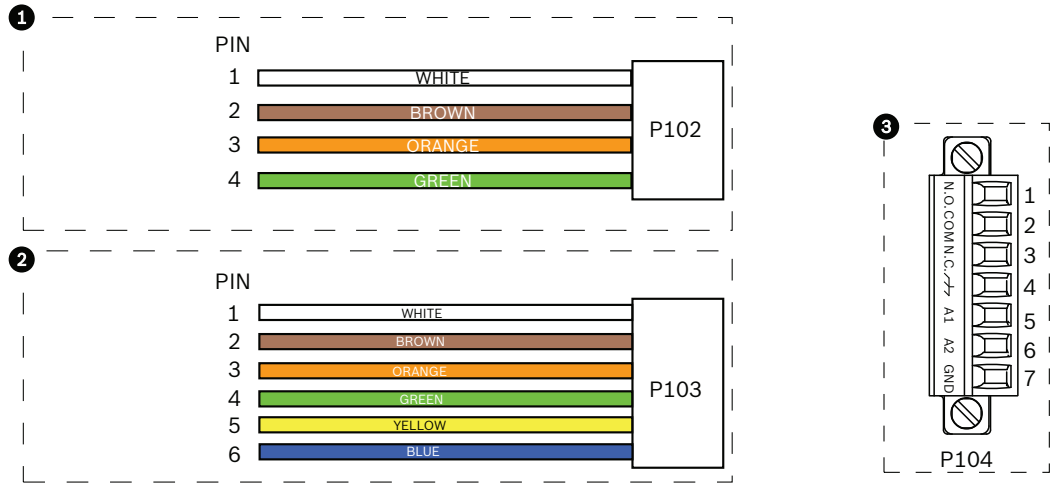 1
PIN
1 WHITE
2 BROWN
3 ORANGE
4 GREEN
P102
2
PIN
1 WHITE
2 BROWN
3 ORANGE
4 GREEN
5 YELLOW
6 BLUE
P103
3
N.O. 1
COM 2
N.C. 3
4
A1 5
A2 6
GND 7
P104